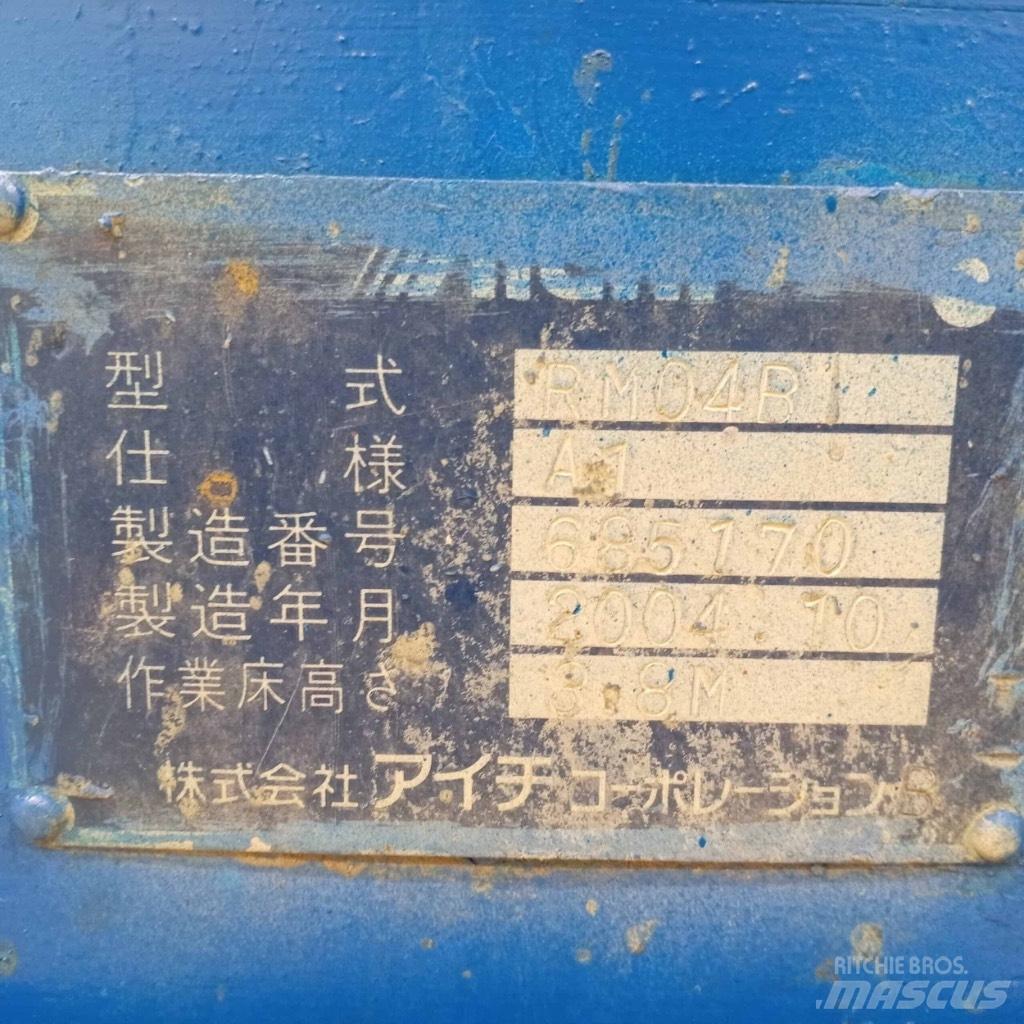 型式 RM04B
仕様 A1
製造番号 685170
製造年月 2004.10
作業床高さ 3.8M
株式会社アイチコーポレーション
RITCHIE BROS.
MASCUS